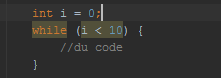 int i = 0;
while (i < 10) {
    //du code
}